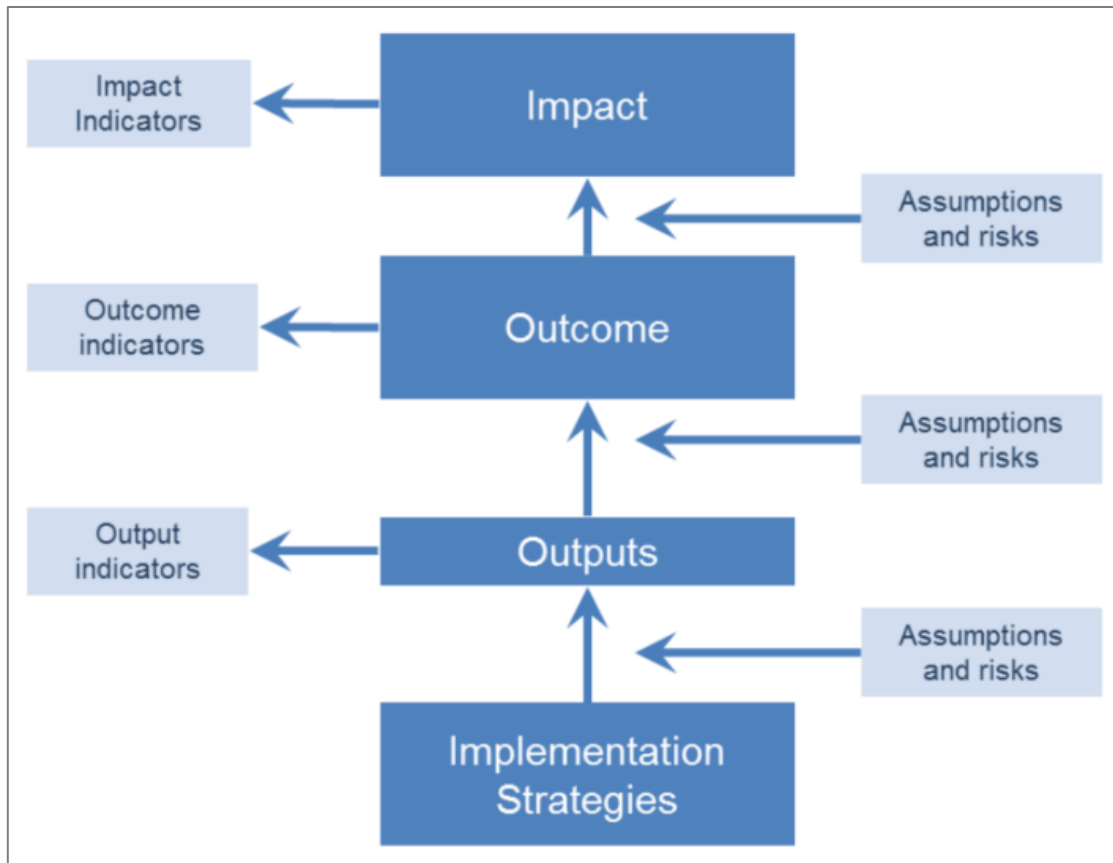 Impact
Indicators
Impact
Assumptions
and risks
Outcome
indicators
Outcome
Assumptions
and risks
Output
indicators
Outputs
Assumptions
and risks
Implementation
Strategies